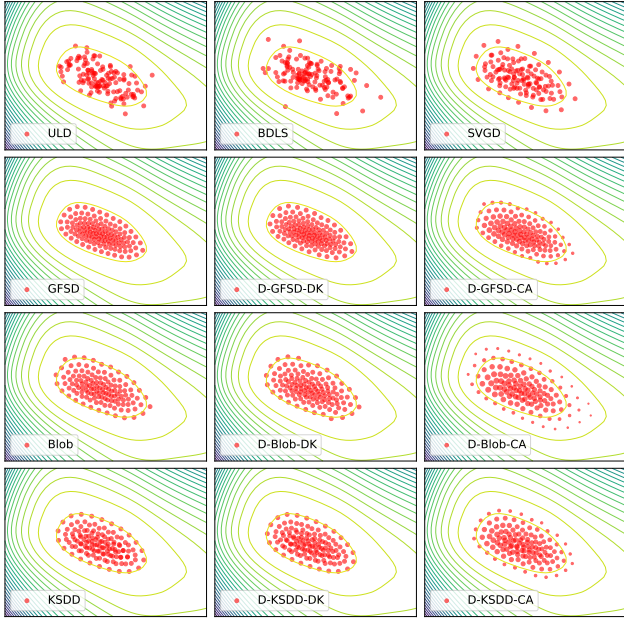 ULD
BDLS
SVGD
GFSD
D-GFSD-DK
D-GFSD-CA
Blob
D-Blob-DK
D-Blob-CA
KSDD
D-KSDD-DK
D-KSDD-CA